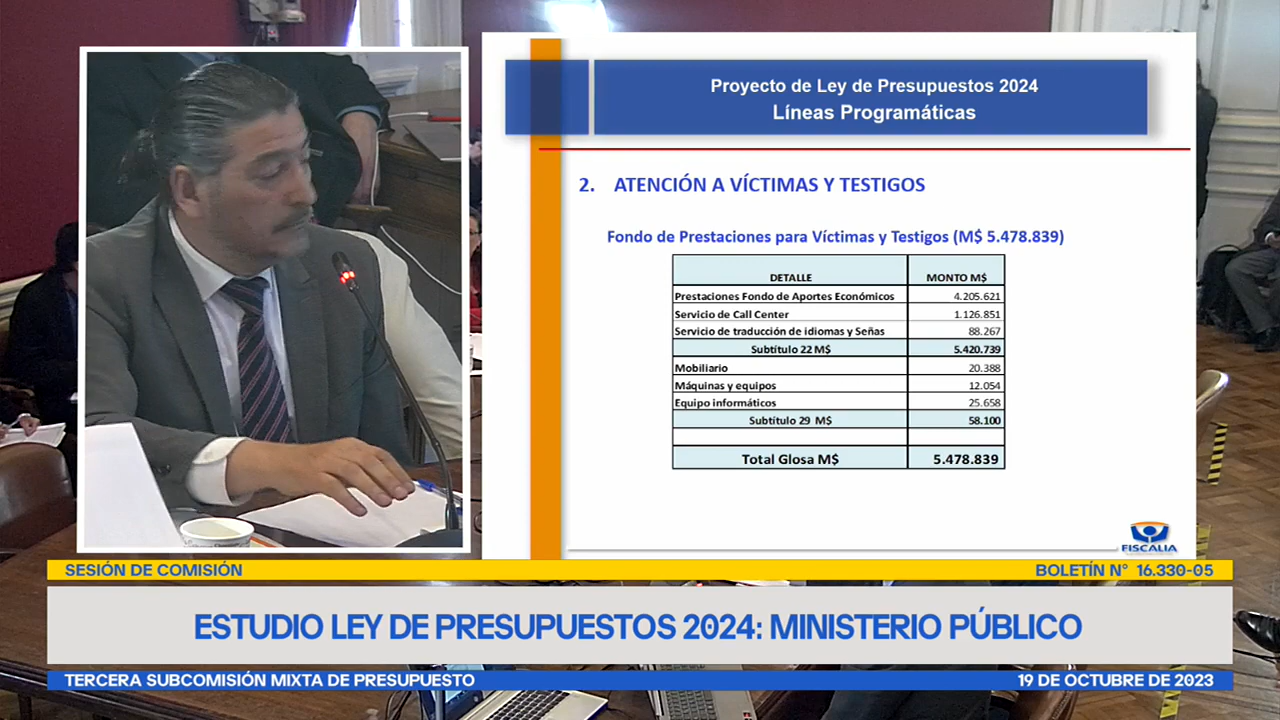 Proyecto de Ley de Presupuestos 2024
Líneas Programáticas
2. ATENCIÓN A VÍCTIMAS Y TESTIGOS
Fondo de Prestaciones para Víctimas y Testigos (M$ 5.478.839)
DETALLE MONTO M$
Prestaciones Fondo de Aportes Económicos 4.205.621
Servicio de Call Center 1.126.851
Servicio de traducción de idiomas y Señas 88.267
Subtítulo 22 M$ 5.420.739
Mobiliario 20.388
Máquinas y equipos 12.054
Equipo informáticos 25.658
Subtítulo 29 M$ 58.100
Total Glosa M$ 5.478.839
FISCALIA
SESIÓN DE COMISIÓN BOLETÍN N° 16.330-05
ESTUDIO LEY DE PRESUPUESTOS 2024: MINISTERIO PÚBLICO
TERCERA SUBCOMISIÓN MIXTA DE PRESUPUESTO 19 DE OCTUBRE DE 2023